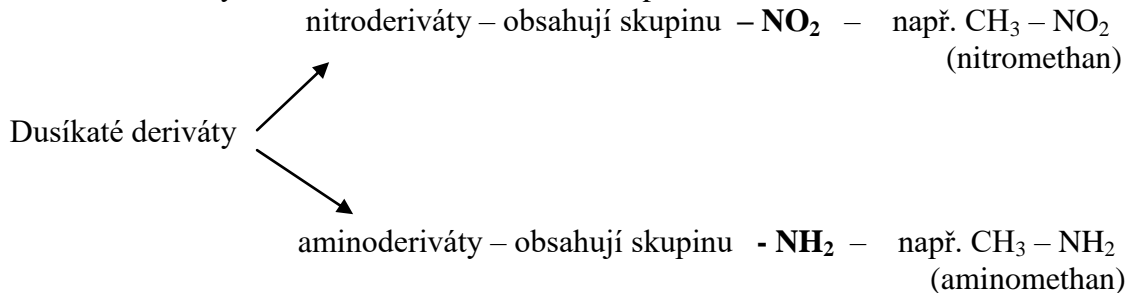 nitroderiváty – obsahují skupinu – NO₂ – např. CH₃ – NO₂
(nitromethan)
Dusíkaté deriváty
aminoderiváty – obsahují skupinu - NH₂ – např. CH₃ – NH₂
(aminomethan)